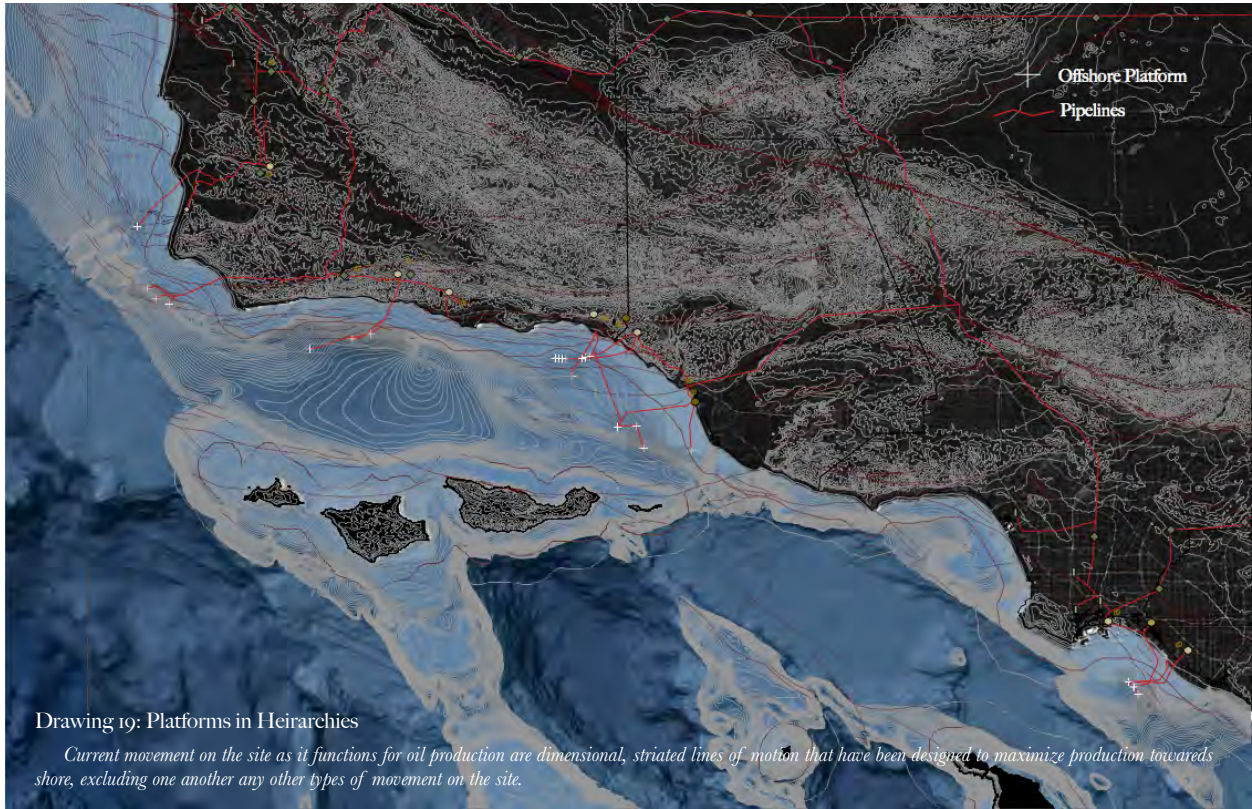 Offshore Platform
Pipelines
Drawing 19: Platforms in Heirarchies
Current movement on the site as it functions for oil production are dimensional, striated lines of motion that have been designed to maximize production towareds
shore, excluding one another any other types of movement on the site.